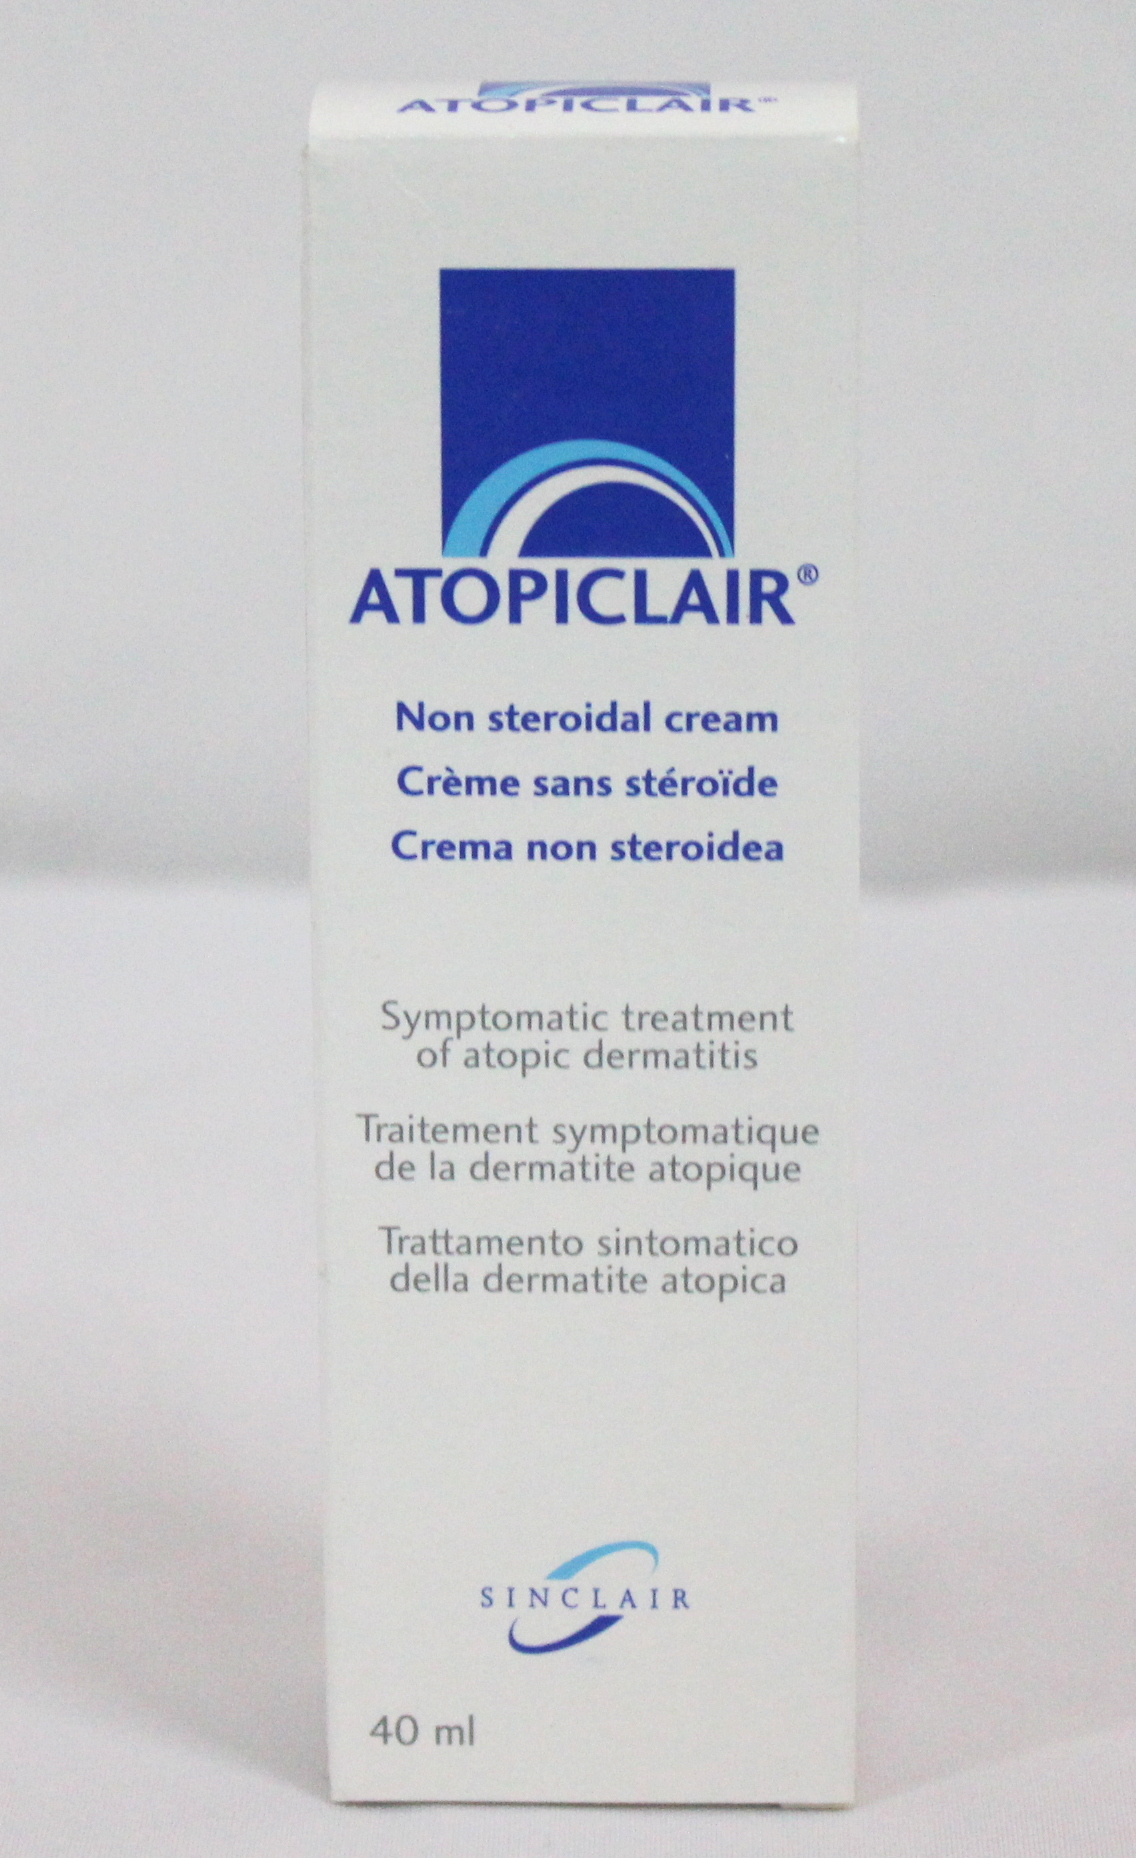 ATOPICLAIR®
ATOPICLAIR®
Non steroidal cream
Crème sans stéroïde
Crema non steroidea
Symptomatic treatment
of atopic dermatitis
Traitement symptomatique
de la dermatite atopique
Trattamento sintomatico
della dermatite atopica
SINCLAIR
40 ml